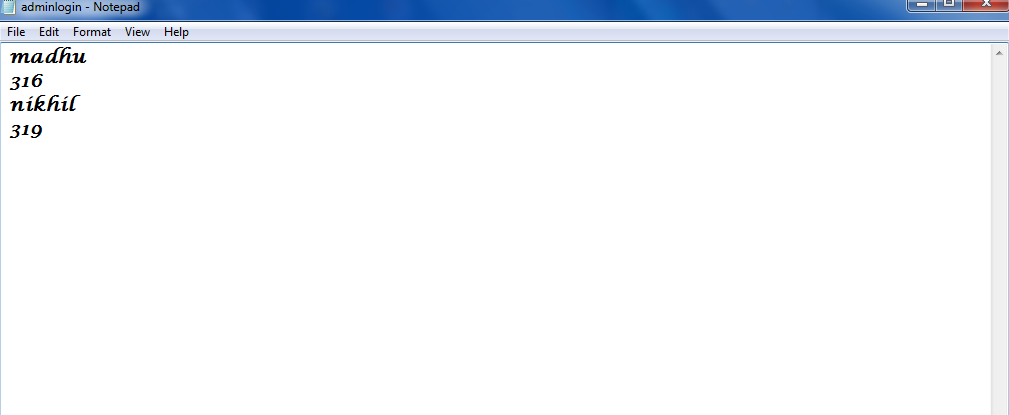 adminlogin - Notepad
File Edit Format View Help
madhu
316
nikhil
319